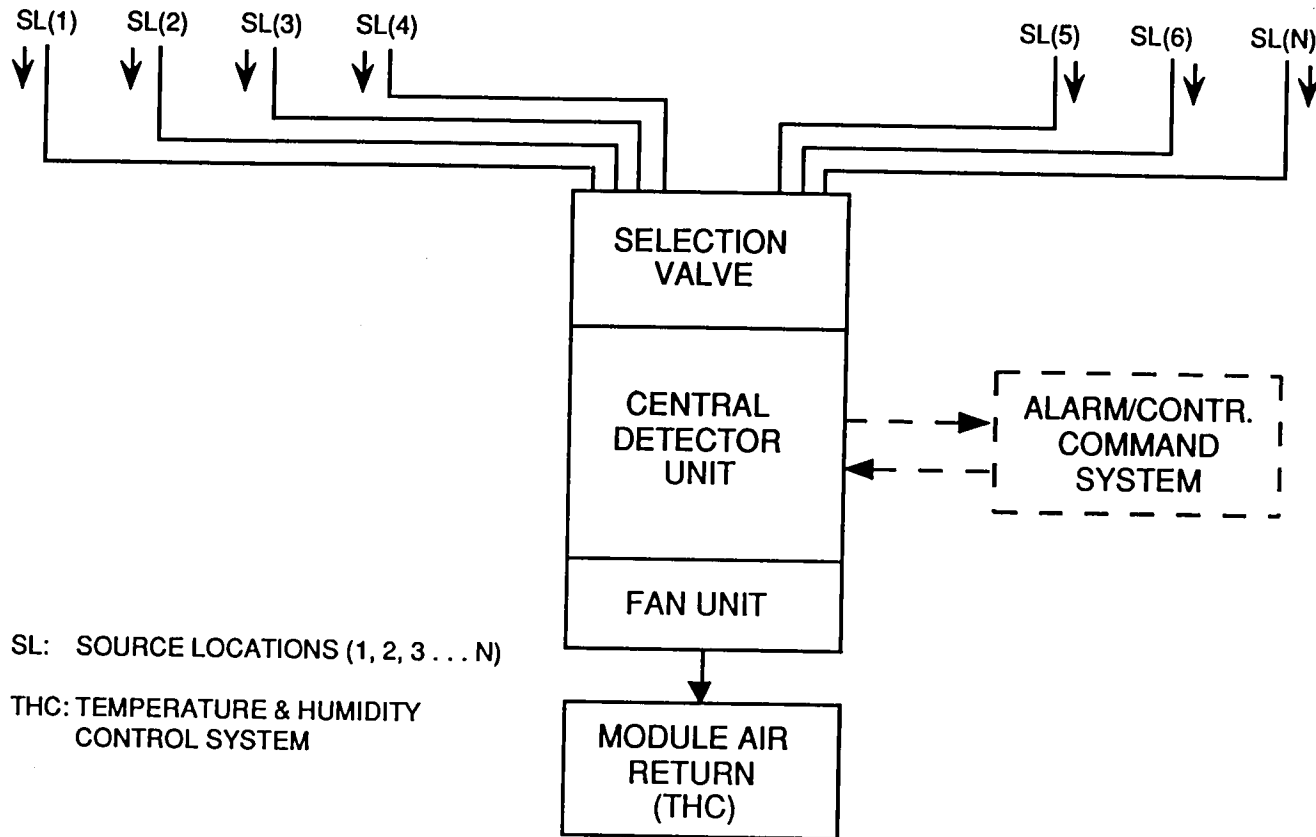 SL(1) SL(2) SL(3) SL(4) SL(5) SL(6) SL(N)
SELECTION
VALVE
CENTRAL
DETECTOR
UNIT
ALARM/CONTR.
COMMAND
SYSTEM
FAN UNIT
SL: SOURCE LOCATIONS (1, 2, 3 . . . N)
THC: TEMPERATURE & HUMIDITY
CONTROL SYSTEM
MODULE AIR
RETURN
(THC)